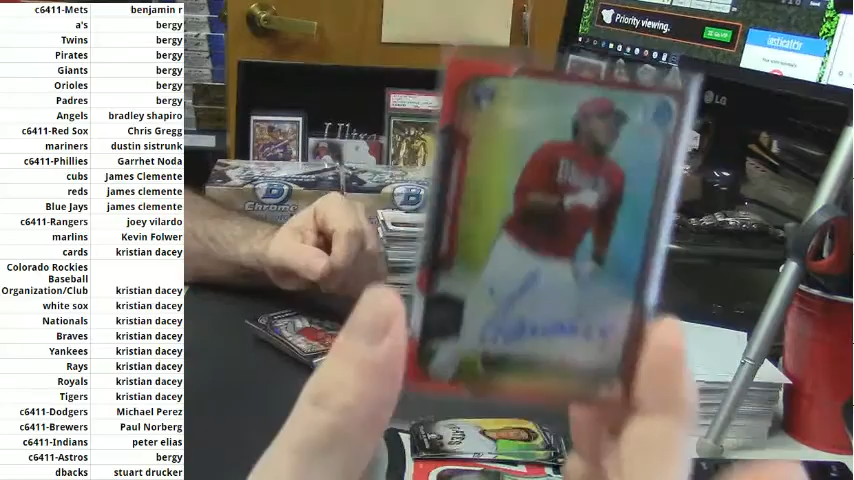 c6411-Mets benjamin r
a's bergy
Twins bergy
Pirates bergy
Giants bergy
Orioles bergy
Padres bergy
Angels bradley shapiro
c6411-Red Sox Chris Gregg
mariners dustin sistrunk
c6411-Phillies Garrhet Noda
cubs James Clemente
reds james clemente
Blue Jays james clemente
c6411-Rangers joey vilardo
marlins Kevin Folwer
cards kristian dacey
Colorado Rockies
Baseball
Organization/Club kristian dacey
white sox kristian dacey
Nationals kristian dacey
Braves kristian dacey
Yankees kristian dacey
Rays kristian dacey
Royals kristian dacey
Tigers kristian dacey
c6411-Dodgers Michael Perez
c6411-Brewers Paul Norberg
c6411-Indians peter elias
c6411-Astros bergy
dbacks stuart drucker
Priority viewing.
LG
B
Chrome
B